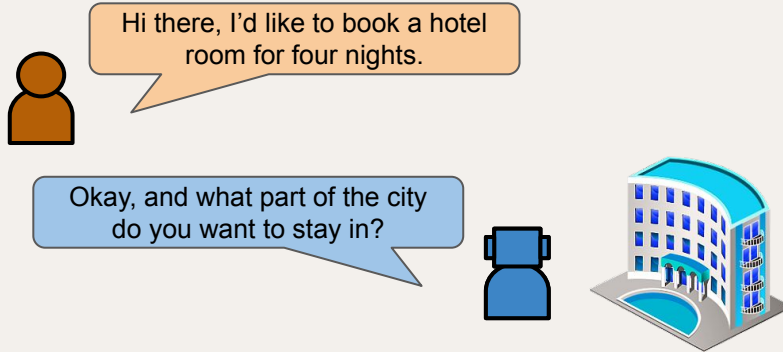 Hi there, I’d like to book a hotel
room for four nights.
Okay, and what part of the city
do you want to stay in?